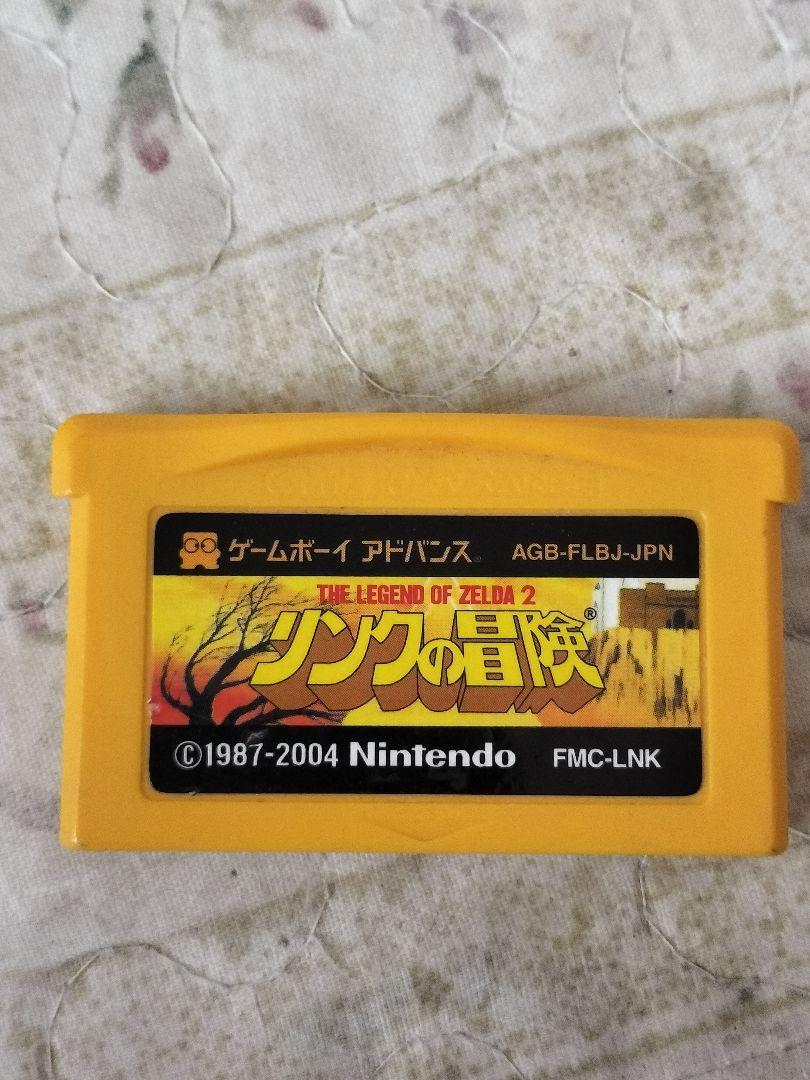 ゲームボーイ アドバンス AGB-FLBJ-JPN
THE LEGEND OF ZELDA 2
リンクの冒険®
©1987-2004 Nintendo FMC-LNK